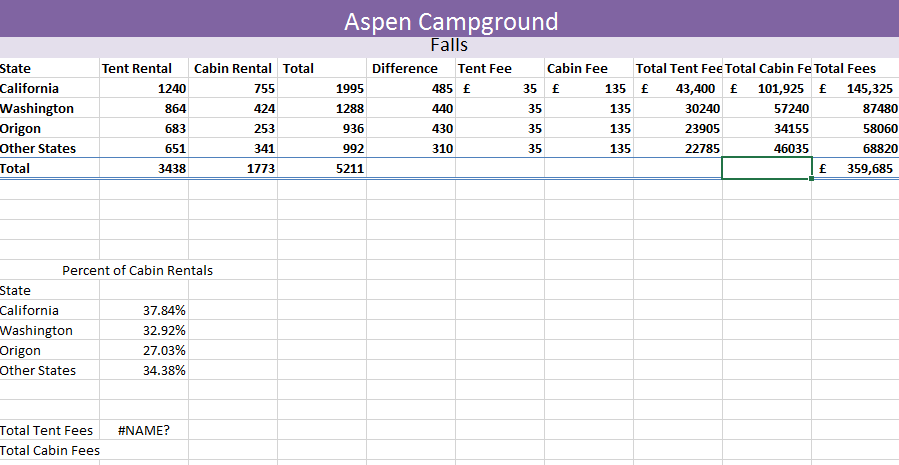 Aspen Campground
Falls
State Tent Rental Cabin Rental Total Difference Tent Fee Cabin Fee Total Tent Fee Total Cabin Fe Total Fees
California 1240 755 1995 485 £ 35 £ 135 £ 43,400 £ 101,925 £ 145,325
Washington 864 424 1288 440 35 135 30240 57240 87480
Origon 683 253 936 430 35 135 23905 34155 58060
Other States 651 341 992 310 35 135 22785 46035 68820
Total 3438 1773 5211 £ 359,685
Percent of Cabin Rentals
State
California 37.84%
Washington 32.92%
Origon 27.03%
Other States 34.38%
Total Tent Fees #NAME?
Total Cabin Fees